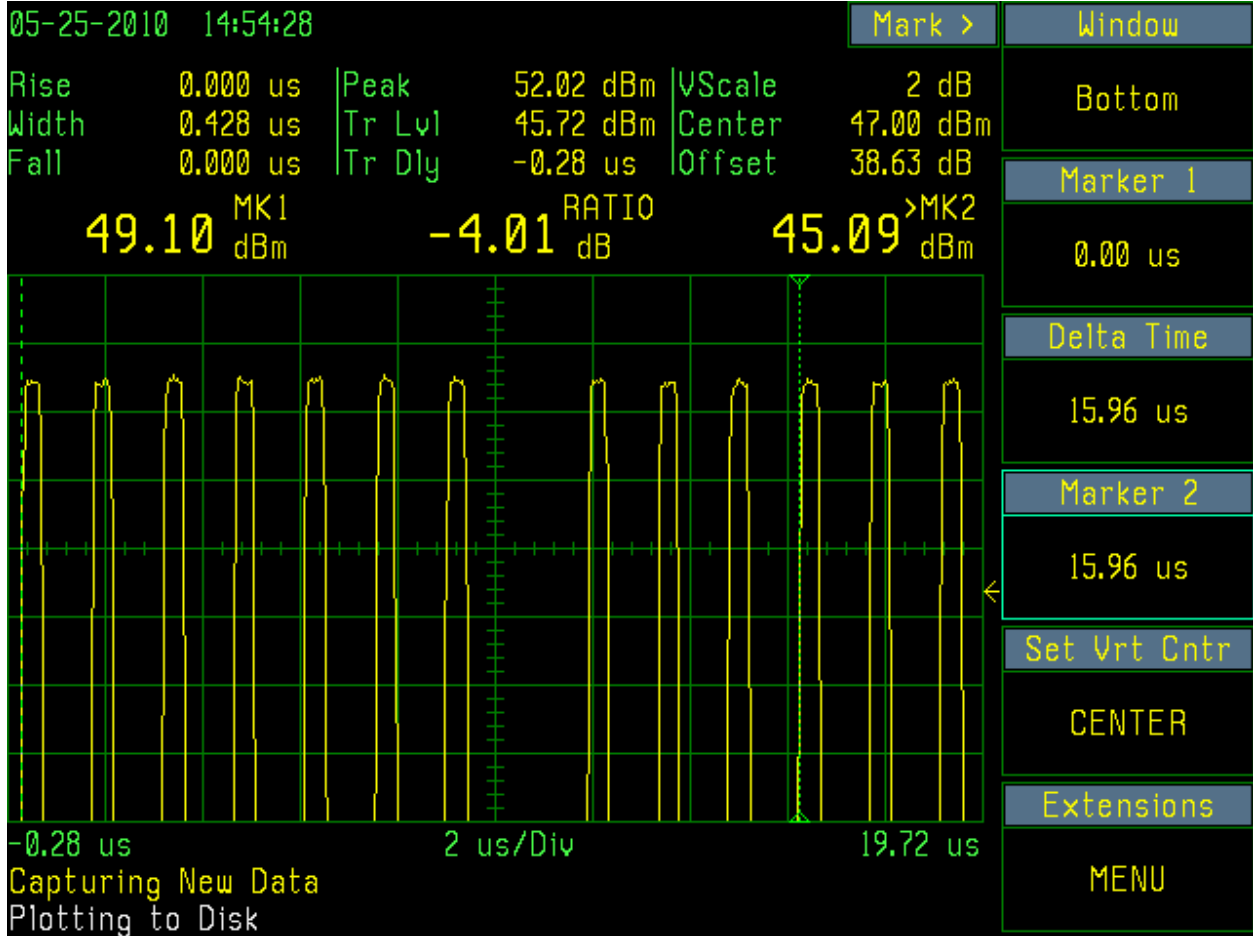 05-25-2010 14:54:28 Mark > Window
Rise 0.000 us Peak 52.02 dBm VScale 2 dB
Bottom
Width 0.428 us Tr Lvl 45.72 dBm Center 47.00 dBm
Fall 0.000 us Tr Dly -0.28 us Offset 38.63 dB
Marker 1
49.10 MK1 dBm -4.01 RATIO dB 45.09 >MK2 dBm
0.00 us
Delta Time
15.96 us
Marker 2
15.96 us
Set Vrt Cntr
CENTER
Extensions
-0.28 us 2 us/Div 19.72 us
Capturing New Data
MENU
Plotting to Disk